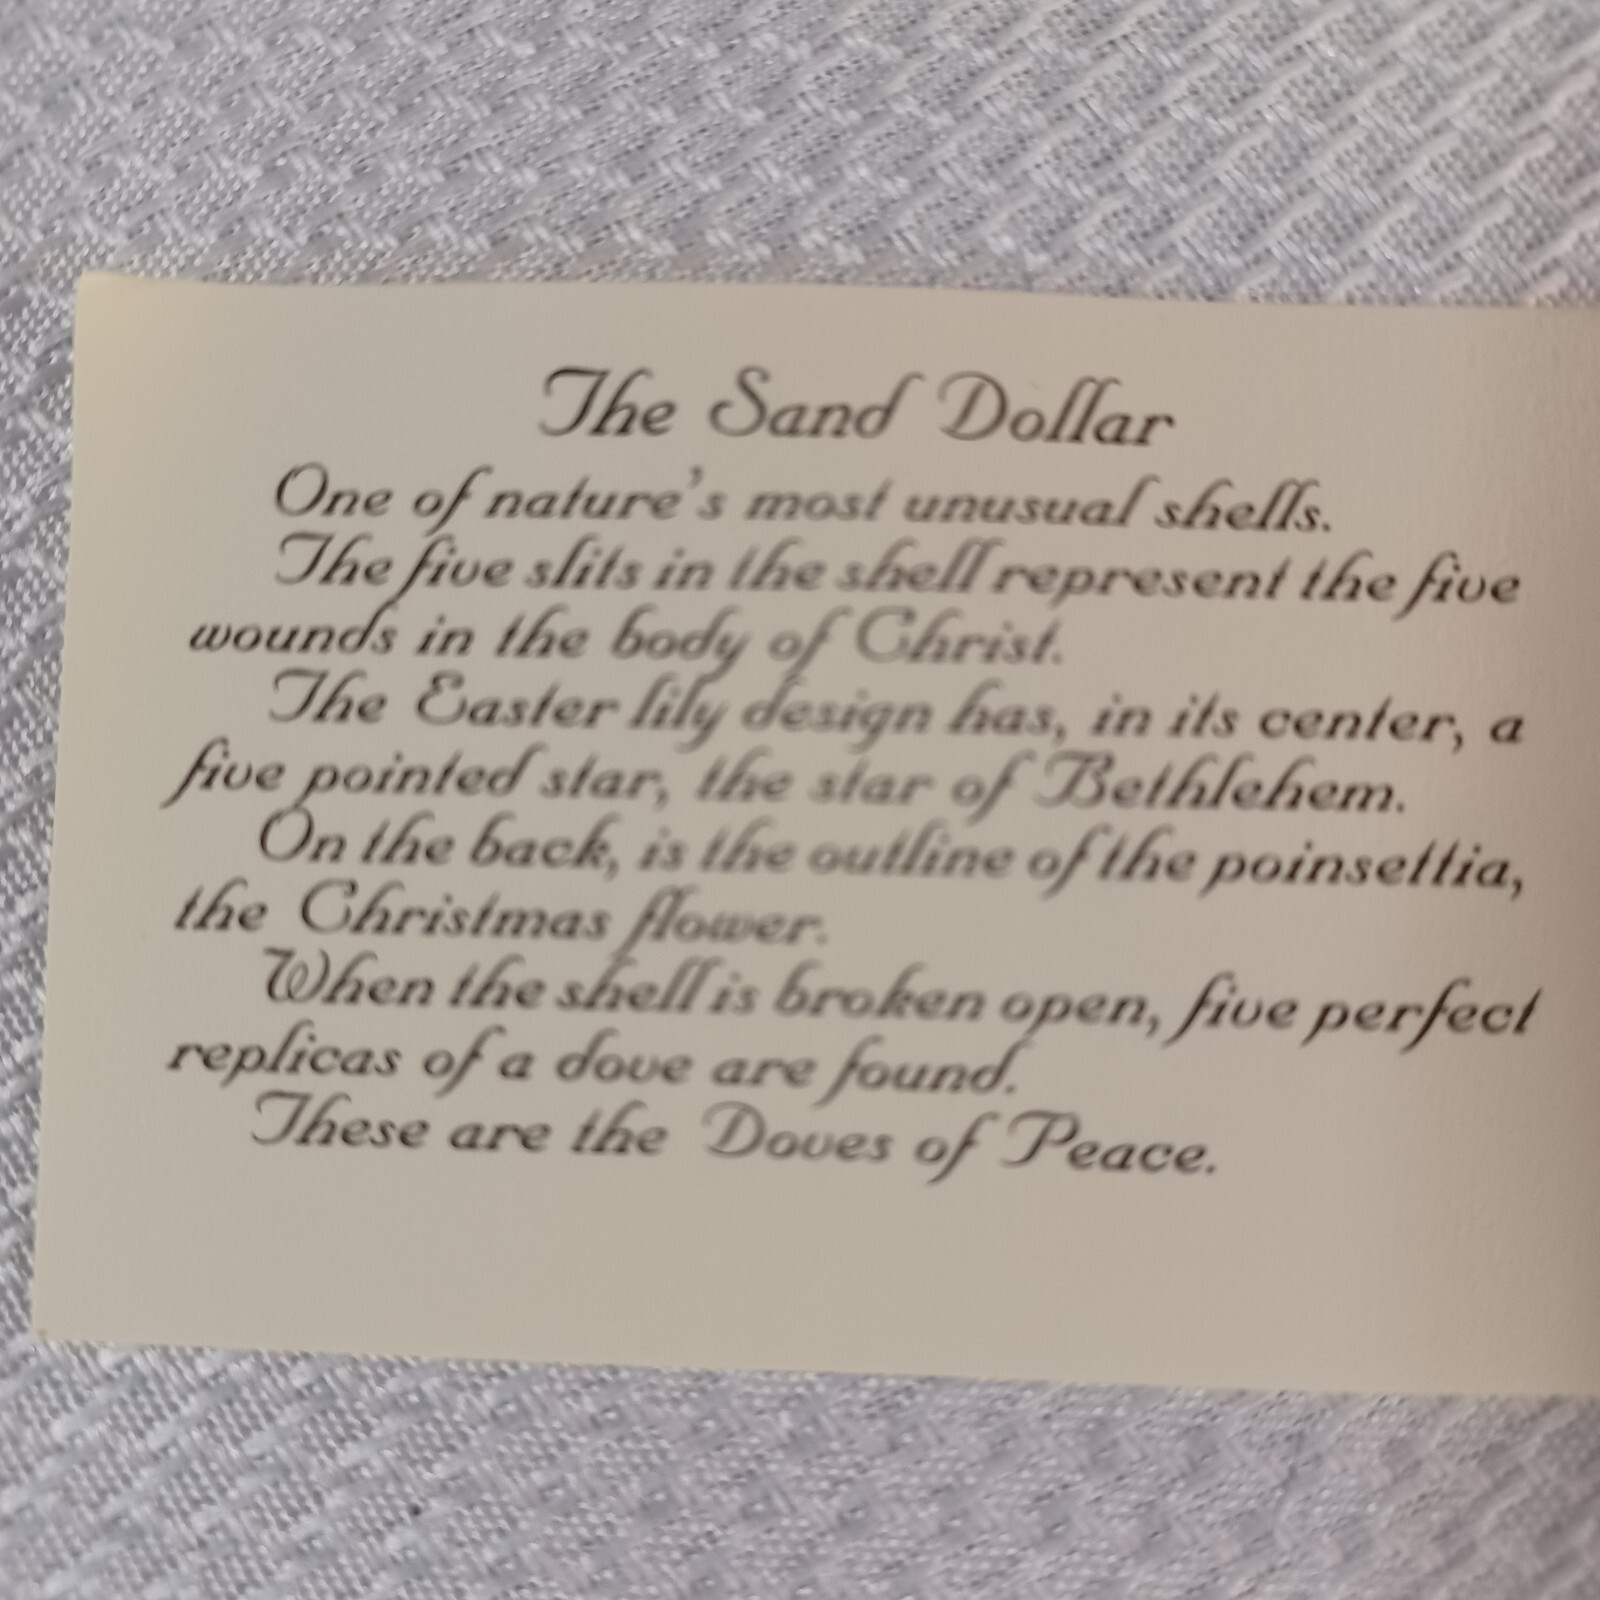 The Sand Dollar
One of nature's most unusual shells.
The five slits in the shell represent the five
wounds in the body of Christ.
The Easter lily design has, in its center, a
five pointed star, the star of Bethlehem.
On the back, is the outline of the poinsettia,
the Christmas flower.
When the shell is broken open, five perfect
replicas of a dove are found.
These are the Doves of Peace.